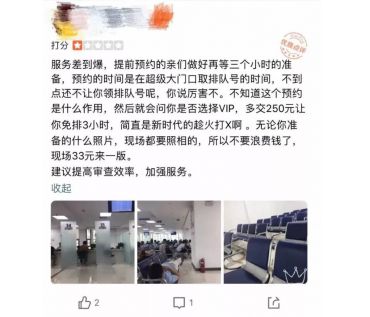 打分
优质点评
服务差到爆，提前预约的亲们做好再等三个小时的准
备，预约的时间是在超级大门口取排队号的时间，不到
点还不让你领排队号呢，你说厉害不。不知道这个预约
是什么作用，然后就会问你是否选择VIP，多交250元让
你免排3小时，简直是新时代的趁火打X啊 。无论你准
备的什么照片，现场都要照相的，所以不要浪费钱了，
现场33元来一版。
建议提高审查效率，加强服务。
收起
2
1